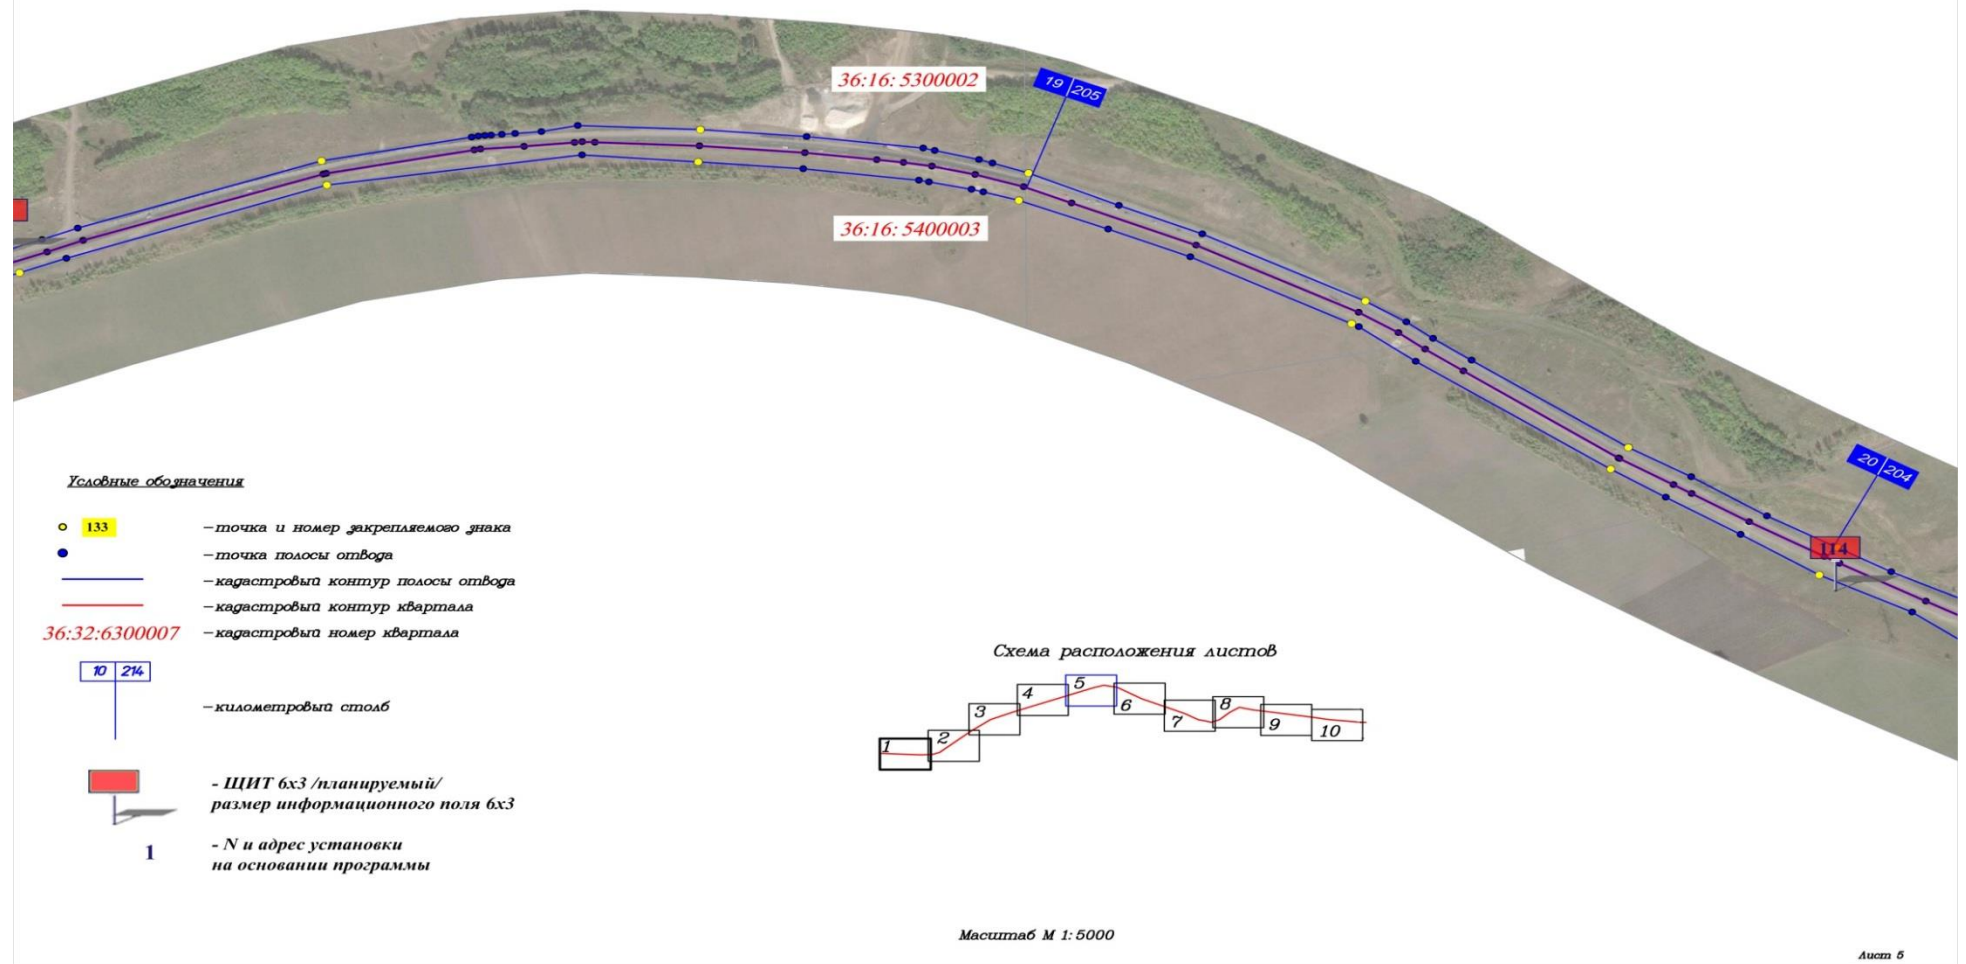 36:16: 5300002
19 205
36:16: 5400003
20 204
114
Условные обозначения
133 –точка и номер закрепляемого знака
–точка полосы отвода
–кадастровый контур полосы отвода
–кадастровый контур квартала
36:32:6300007 –кадастровый номер квартала
10 214
–километровый столб
- ЩИТ 6х3 /планируемый/
размер информационного поля 6х3
1 - N и адрес установки
на основании программы
Схема расположения листов
1 2 3 4 5 6 7 8 9 10
Масштаб М 1:5000
Лист 5